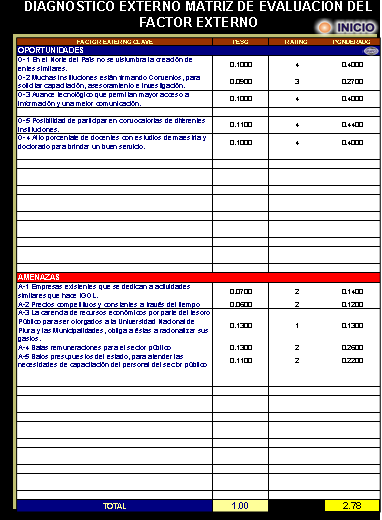 DIAGNOSTICO EXTERNO MATRIZ DE EVALUACION DEL
FACTOR EXTERNO
INICIO
FACTOR EXTERNO CLAVE PESO RATING PONDERADO
OPORTUNIDADES
O-1 En el Norte del País no se vislumbra la creación de
entes similares. 0.1000 4 0.4000
O-2 Muchas Instituciones están firmando Convenios, para
solicitar capacitación, asesoramiento e investigación. 0.0900 3 0.2700
O-3 Avance tecnológico que permitan mayor acceso a
información y una mejor comunicación. 0.1000 4 0.4000
O-5 Posibilidad de participar en convocatorias de diferentes
instituciones. 0.1100 4 0.4400
O-4 Alto porcentaje de docentes con estudios de maestría y
doctorado para brindar un buen servicio. 0.1000 4 0.4000
AMENAZAS
A-1 Empresas existentes que se dedican a actividades
similares que hace IGOL. 0.0700 2 0.1400
A-2 Precios competitivos y constantes a través del tiempo 0.0600 2 0.1200
A-3 La carencia de recursos económicos por parte del tesoro
Público para ser otorgados a la Universidad Nacional de
Piura y las Municipalidades, obliga a éstas a racionalizar sus
gastos. 0.1300 1 0.1300
A-4 Bajas remuneraciones para el sector público 0.1300 2 0.2600
A-5 Bajos presupuestos del estado, para atender las
necesidades de capacitación del personal del sector público 0.1100 2 0.2200
TOTAL 1.00 2.78